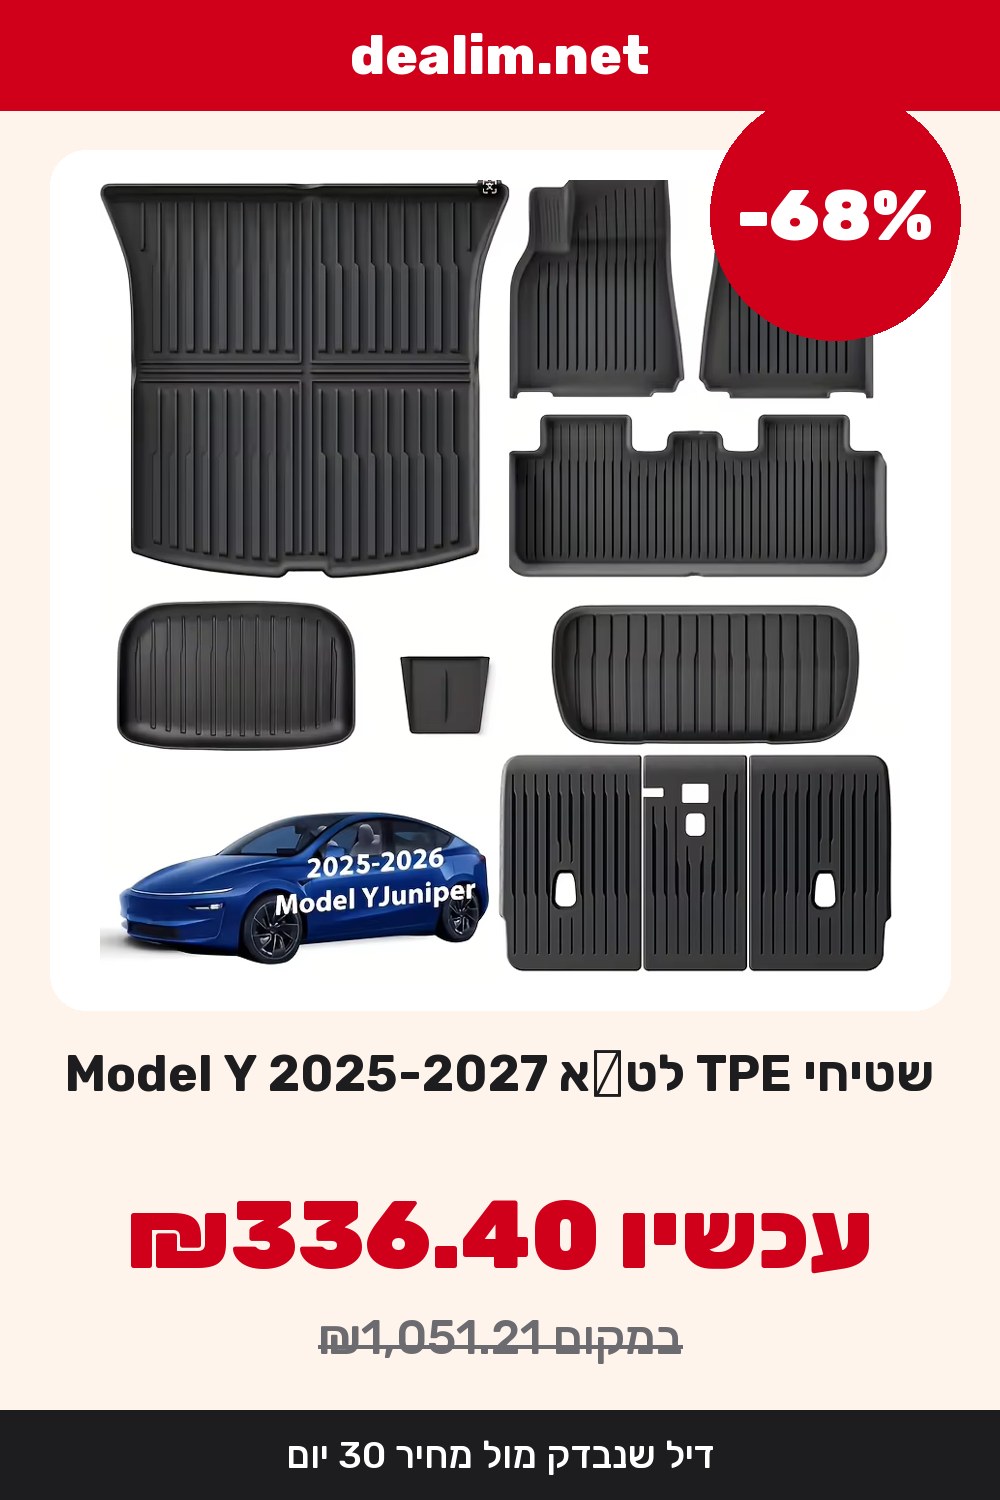 dealim.net
-68%
2025-2026
Model YJuniper
שטיחי TPE לט�א Model Y 2025-2027
עכשיו ₪336.40
במקום ₪1,051.21
דיל שנבדק מול מחיר 30 יום